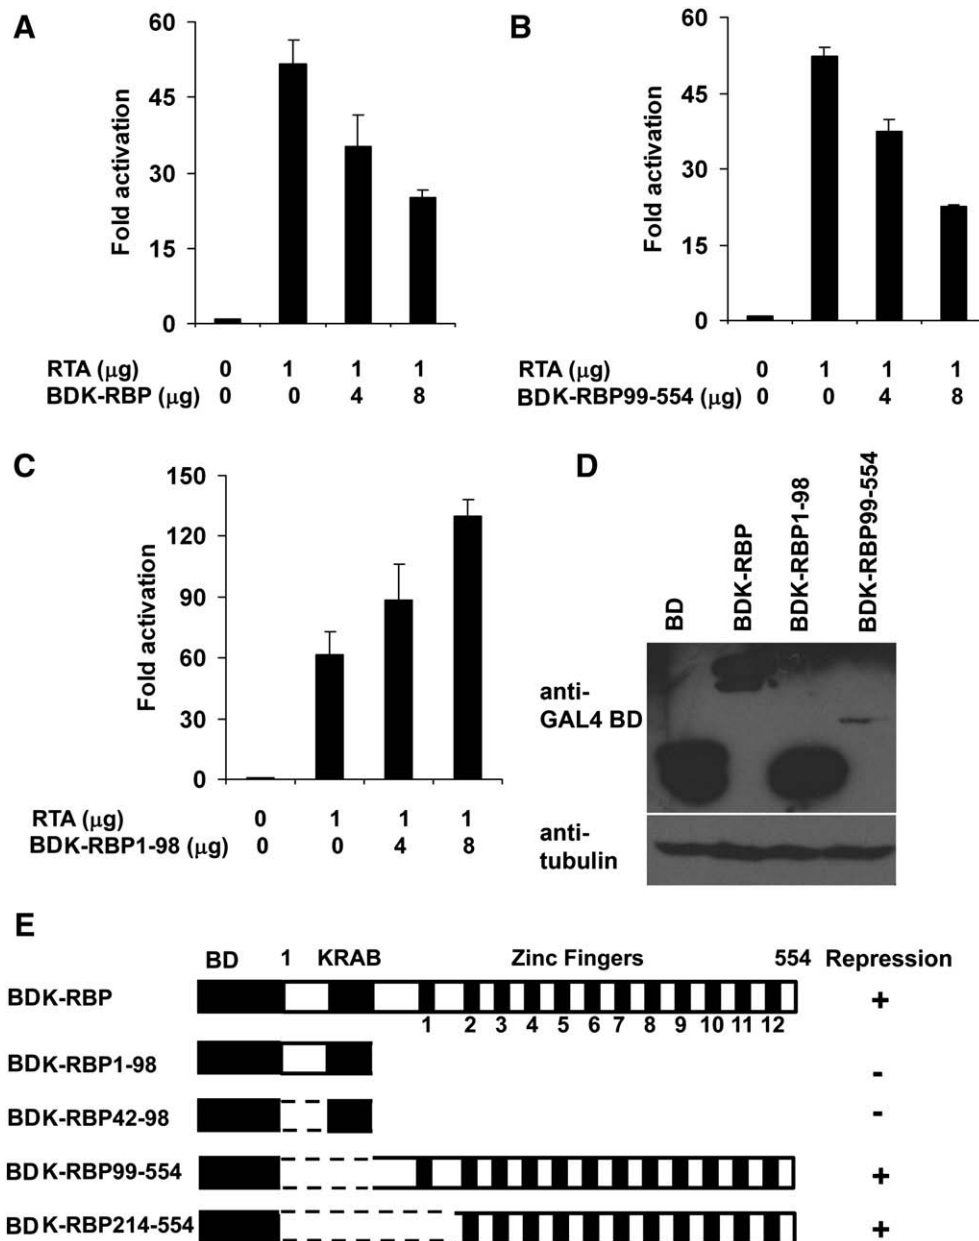 A
Fold activation
60
45
30
15
0
RTA (μg) 0 1 1 1
BDK-RBP (μg) 0 0 4 8
B
Fold activation
60
45
30
15
0
RTA (μg) 0 1 1 1
BDK-RBP99-554 (μg) 0 0 4 8
C
Fold activation
150
120
90
60
30
0
RTA (μg) 0 1 1 1
BDK-RBP1-98 (μg) 0 0 4 8
D
BD
BDK-RBP
BDK-RBP1-98
BDK-RBP99-554
anti-
GAL4 BD
anti-
tubulin
E
BD 1 KRAB Zinc Fingers 554 Repression
BDK-RBP +
1 2 3 4 5 6 7 8 9 10 11 12
BDK-RBP1-98 -
BDK-RBP42-98 -
BDK-RBP99-554 +
BDK-RBP214-554 +